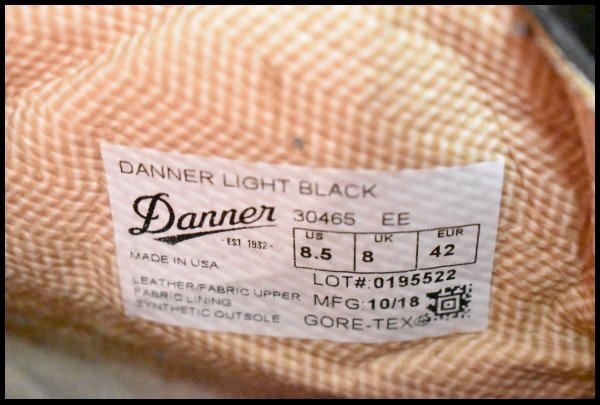 DANNER LIGHT BLACK
Danner
-EST. 1932-
30465 EE
US UK EUR
8.5 8 42
MADE IN USA
LOT#:0195522
LEATHER/FABRIC UPPER
FABRIC LINING
SYNTHETIC OUTSOLE
MFG: 10/18
GORE-TEX®